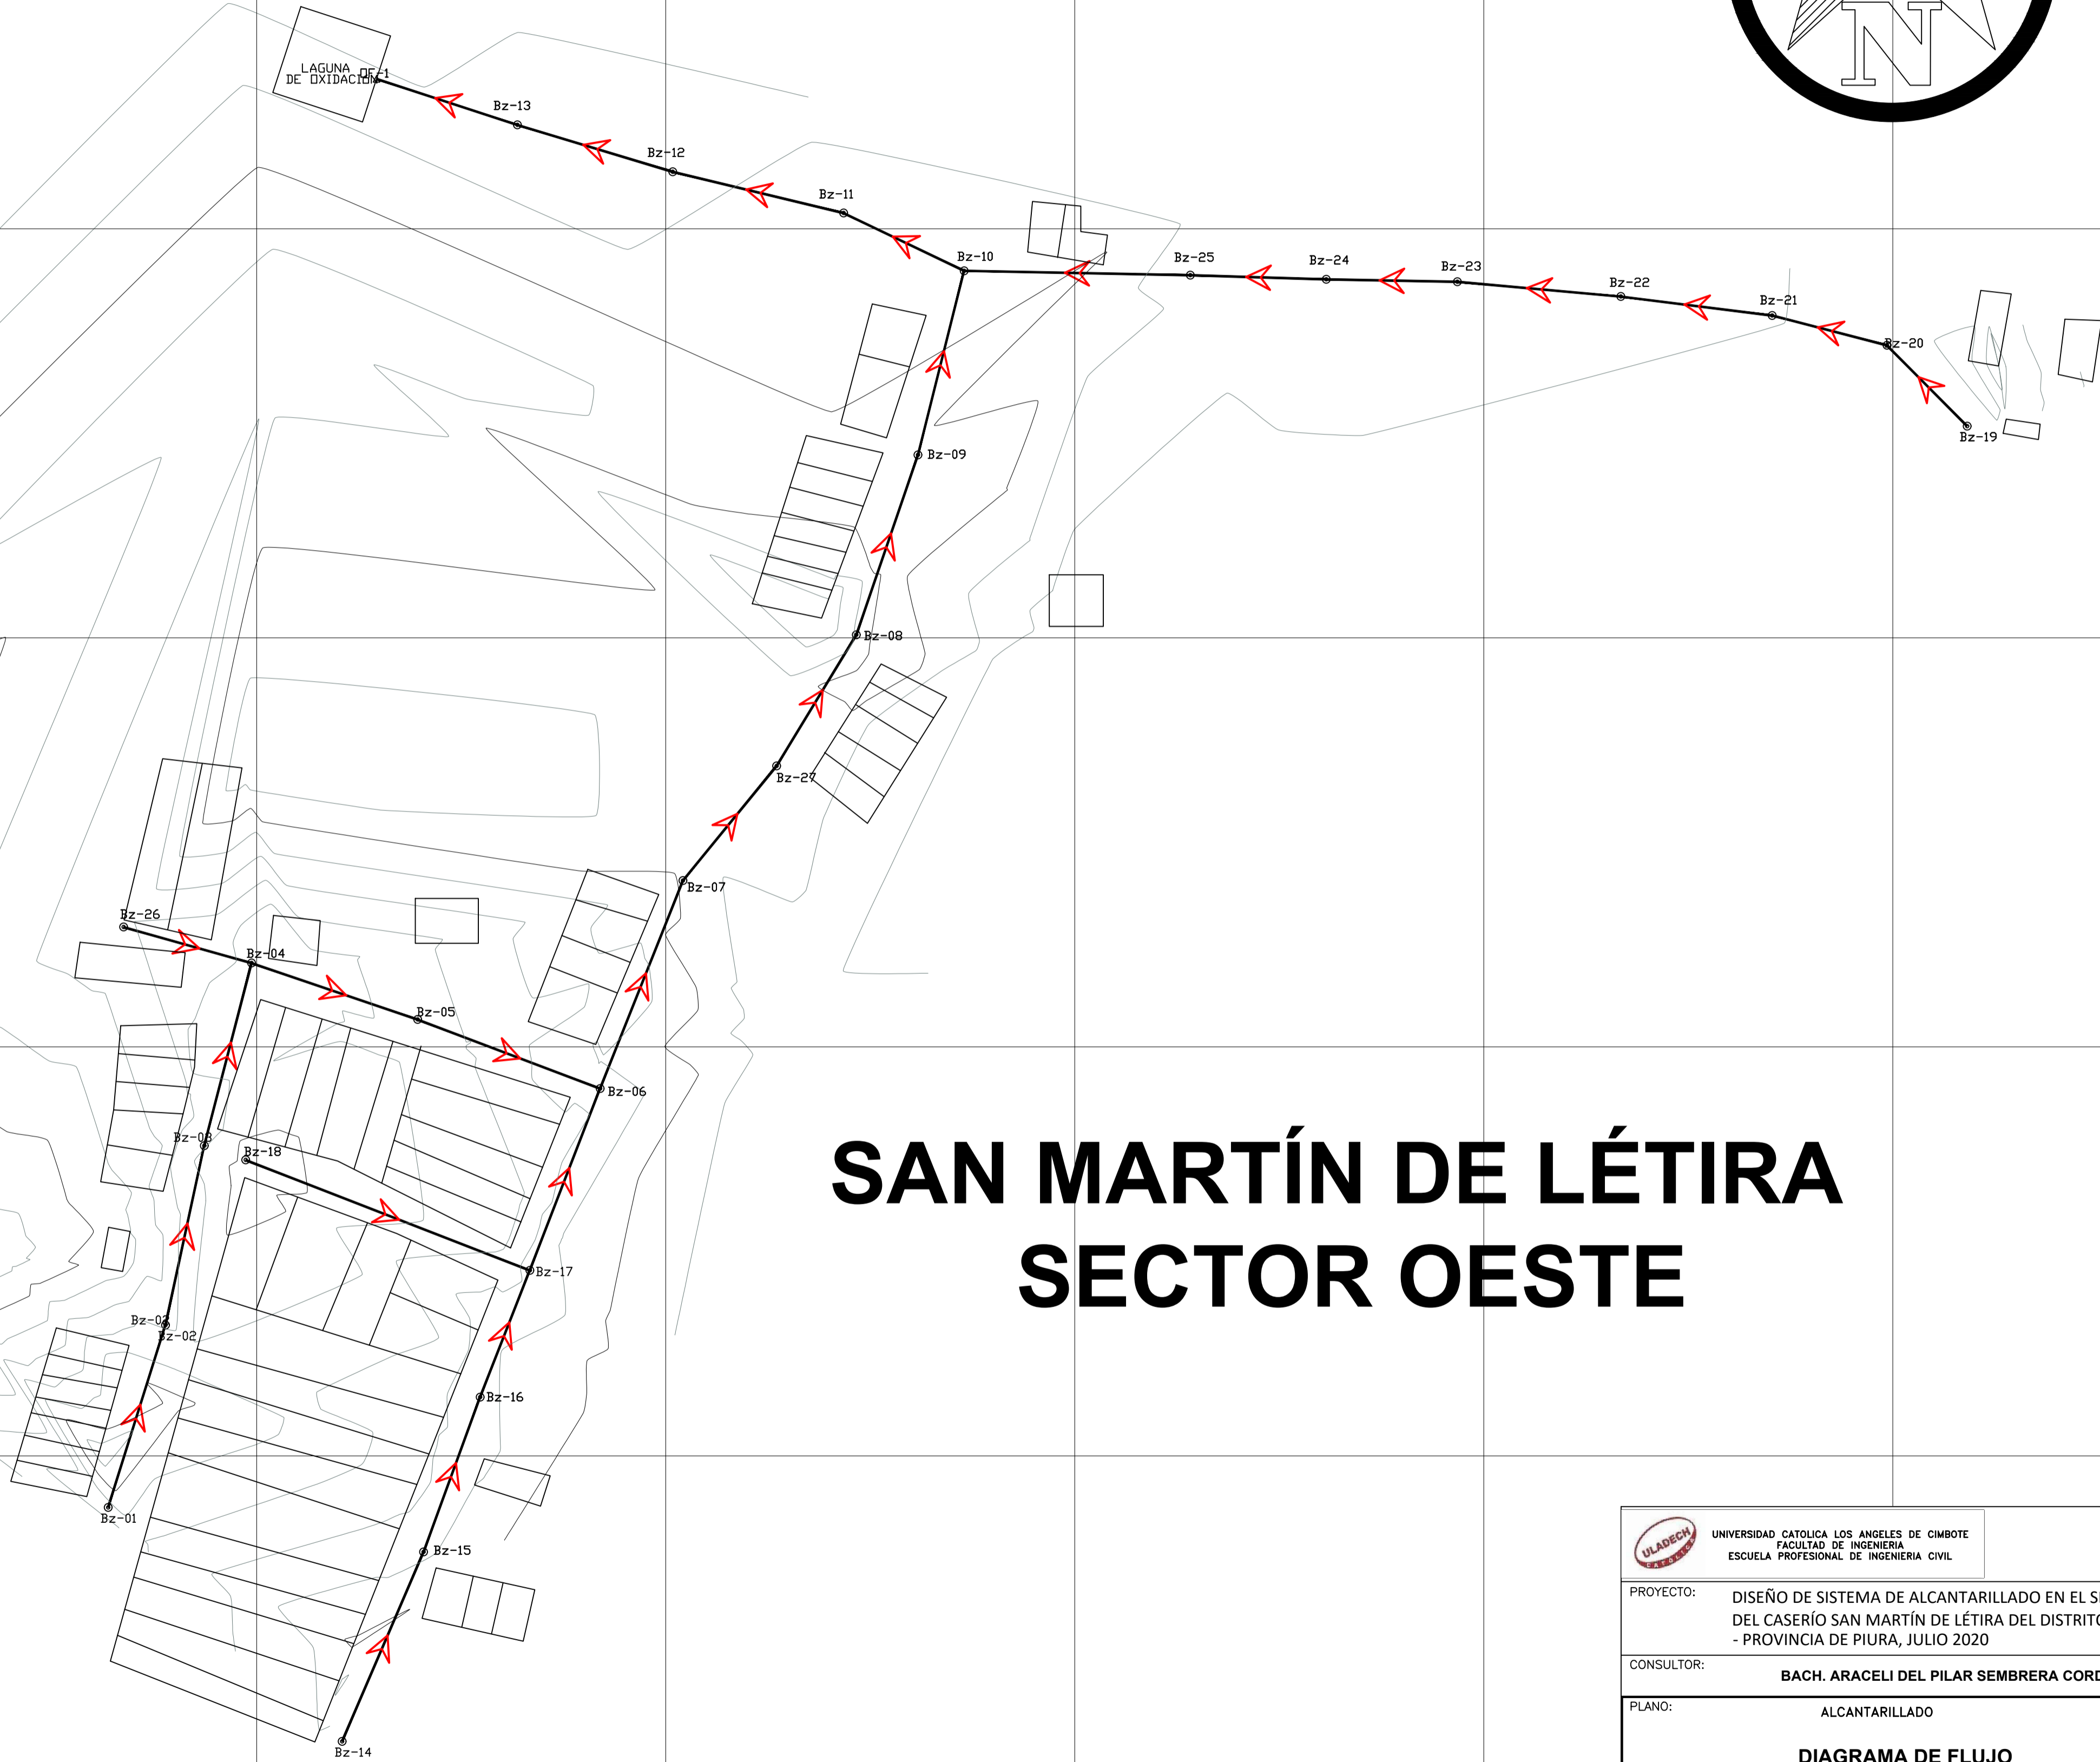 N
LAGUNA OF-1
DE OXIDACION
Bz-13
Bz-12
Bz-11
Bz-10
Bz-25
Bz-24
Bz-23
Bz-22
Bz-21
Bz-20
Bz-19
Bz-09
Bz-08
Bz-27
Bz-07
Bz-26
Bz-04
Bz-05
Bz-06
Bz-03
Bz-18
Bz-17
Bz-02
Bz-16
Bz-01
Bz-15
Bz-14
SAN MARTÍN DE LÉTIRA
SECTOR OESTE
ULADECH
CATOLICA
UNIVERSIDAD CATOLICA LOS ANGELES DE CIMBOTE
FACULTAD DE INGENIERIA
ESCUELA PROFESIONAL DE INGENIERIA CIVIL
PROYECTO: DISEÑO DE SISTEMA DE ALCANTARILLADO EN EL
DEL CASERÍO SAN MARTÍN DE LÉTIRA DEL DISTRITO
- PROVINCIA DE PIURA, JULIO 2020
CONSULTOR: BACH. ARACELI DEL PILAR SEMBRERA
PLANO: ALCANTARILLADO
DIAGRAMA DE FLUJO